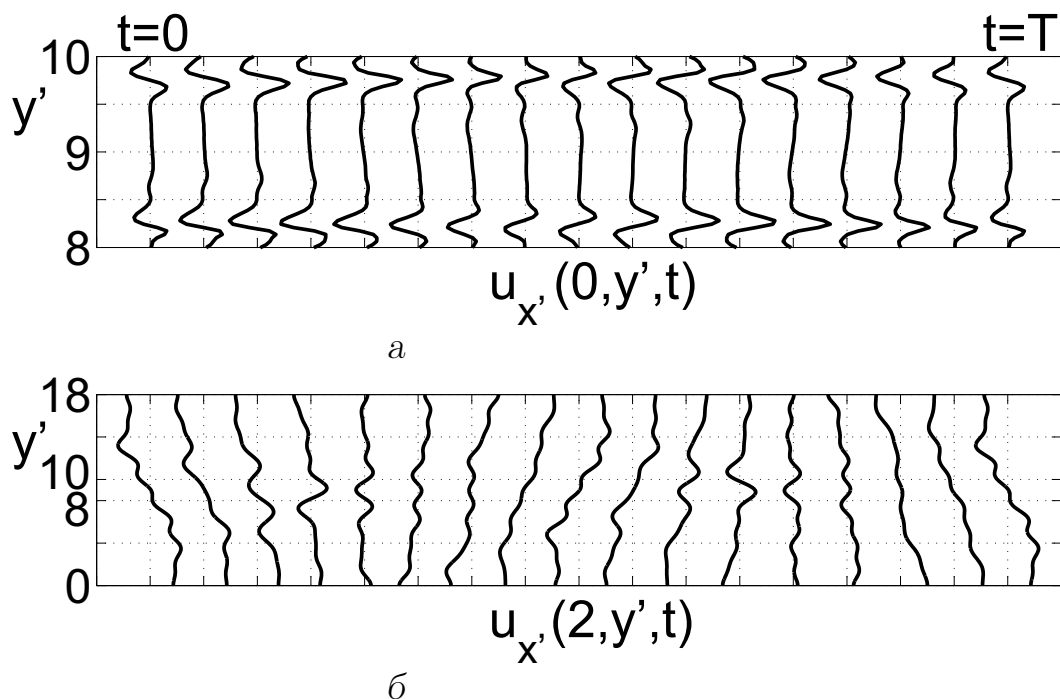 t=0 t=T
10
y'
9
8
u_x' (0,y',t)
а
18
y'
10
8
0
u_x' (2,y',t)
б